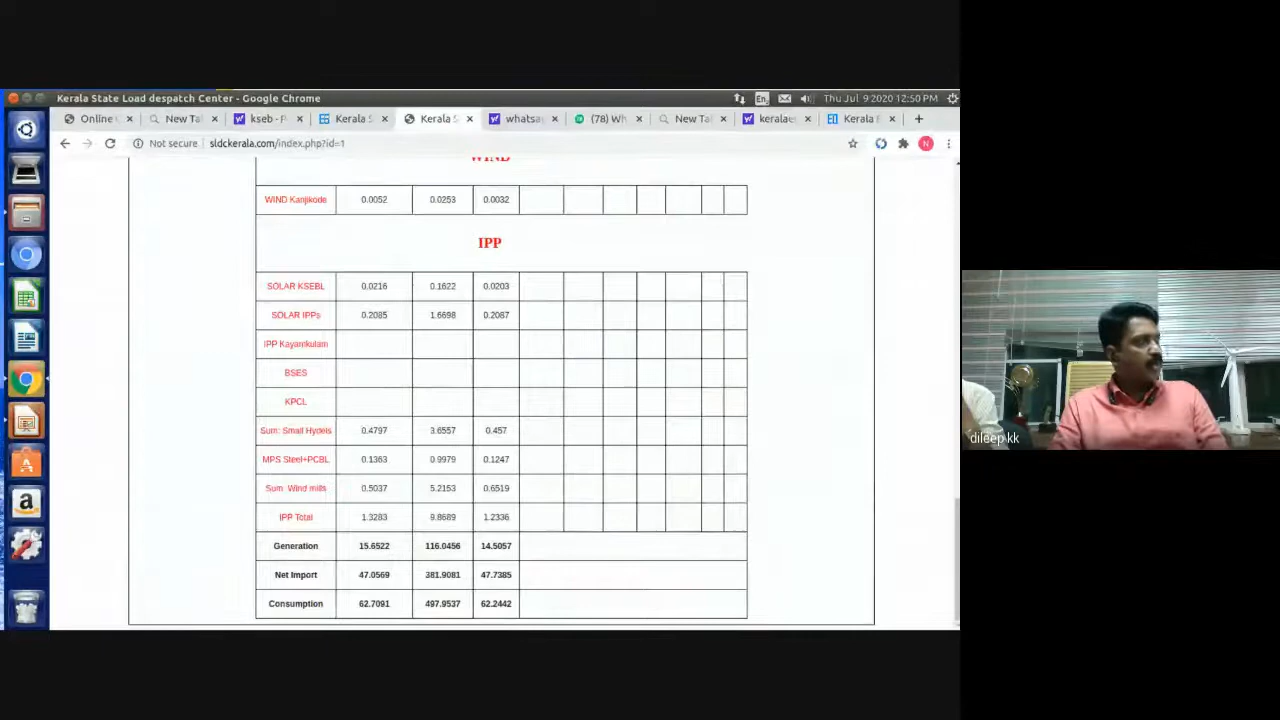 Kerala State Load despatch Center - Google Chrome
En
Thu Jul 9 2020 12:50 PM
Online
New Ta
kseb - P
Kerala S
Kerala S
whatsa
(78) Wh
New Ta
keralaer
Kerala E
Not secure
sldckerala.com/index.php?id=1
N
WIND
WIND Kanjikode 0.0052 0.0253 0.0032
IPP
SOLAR KSEBL 0.0216 0.1622 0.0203
SOLAR IPPs 0.2085 1.6698 0.2087
IPP Kayamkulam
BSES
KPCL
Sum: Small Hydels 0.4797 3.6557 0.457
MPS Steel+PCBL 0.1363 0.9979 0.1247
Sum Wind mills 0.5037 5.2153 0.6519
IPP Total 1.3283 9.8689 1.2336
Generation 15.6522 116.0456 14.5057
Net Import 47.0569 381.9081 47.7385
Consumption 62.7091 497.9537 62.2442
dileep kk